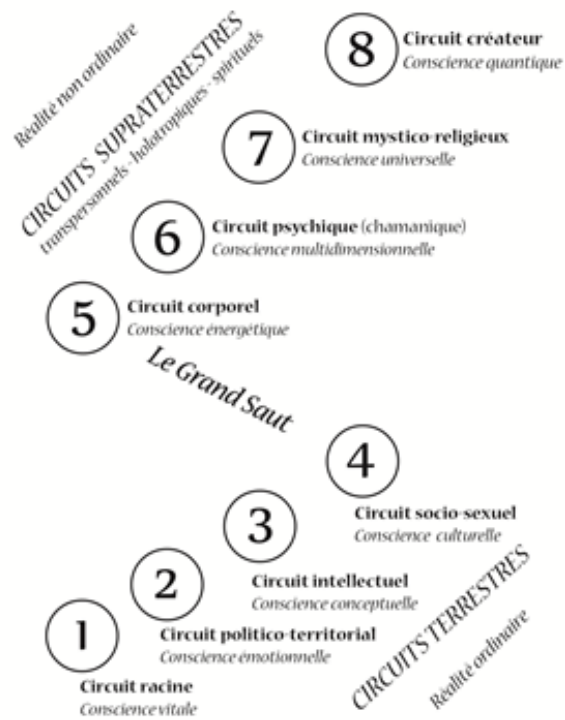 8
Circuit créateur
Conscience quantique
Réalité non ordinaire
CIRCUITS SUPRATERRESTRES
transpersonnels - holotropiques - spirituels
7
Circuit mystico-religieux
Conscience universelle
6
Circuit psychique (chamanique)
Conscience multidimensionnelle
5
Circuit corporel
Conscience énergétique
Le Grand Saut
4
Circuit socio-sexuel
Conscience culturelle
3
Circuit intellectuel
Conscience conceptuelle
2
Circuit politico-territorial
Conscience émotionnelle
1
Circuit racine
Conscience vitale
CIRCUITS TERRESTRES
Réalité ordinaire